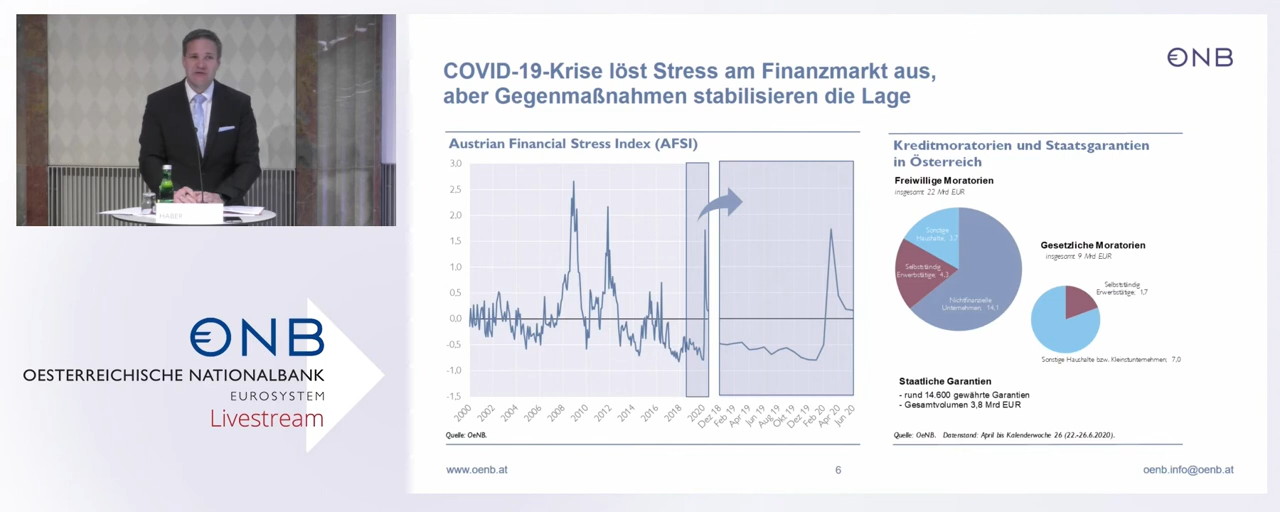 HABER
€NB
OESTERREICHISCHE NATIONALBANK
EUROSYSTEM
Livestream
€NB
COVID-19-Krise löst Stress am Finanzmarkt aus,
aber Gegenmaßnahmen stabilisieren die Lage
Austrian Financial Stress Index (AFSI)
3,0
2,5
2,0
1,5
1,0
0,5
0,0
-0,5
-1,0
-1,5
2000
2002
2004
2006
2008
2010
2012
2014
2016
2018
2020
Dez 18
Feb 19
Apr 19
Jun 19
Aug 19
Okt 19
Dez 19
Feb 20
Apr 20
Jun 20
Quelle: OeNB.
Kreditmoratorien und Staatsgarantien
in Österreich
Freiwillige Moratorien
insgesamt 22 Mrd EUR
Sonstige
Haushalte; 3,7
Selbstständig
Erwerbstätige; 4,3
Nichtfinanzielle
Unternehmen; 14,1
Gesetzliche Moratorien
insgesamt 9 Mrd EUR
Selbstständig
Erwerbstätige; 1,7
Sonstige Haushalte bzw. Kleinstunternehmen; 7,0
Staatliche Garantien
- rund 14.600 gewährte Garantien
- Gesamtvolumen 3,8 Mrd EUR
Quelle: OeNB. Datenstand: April bis Kalenderwoche 26 (22.-26.6.2020).
www.oenb.at
6
oenb.info@oenb.at